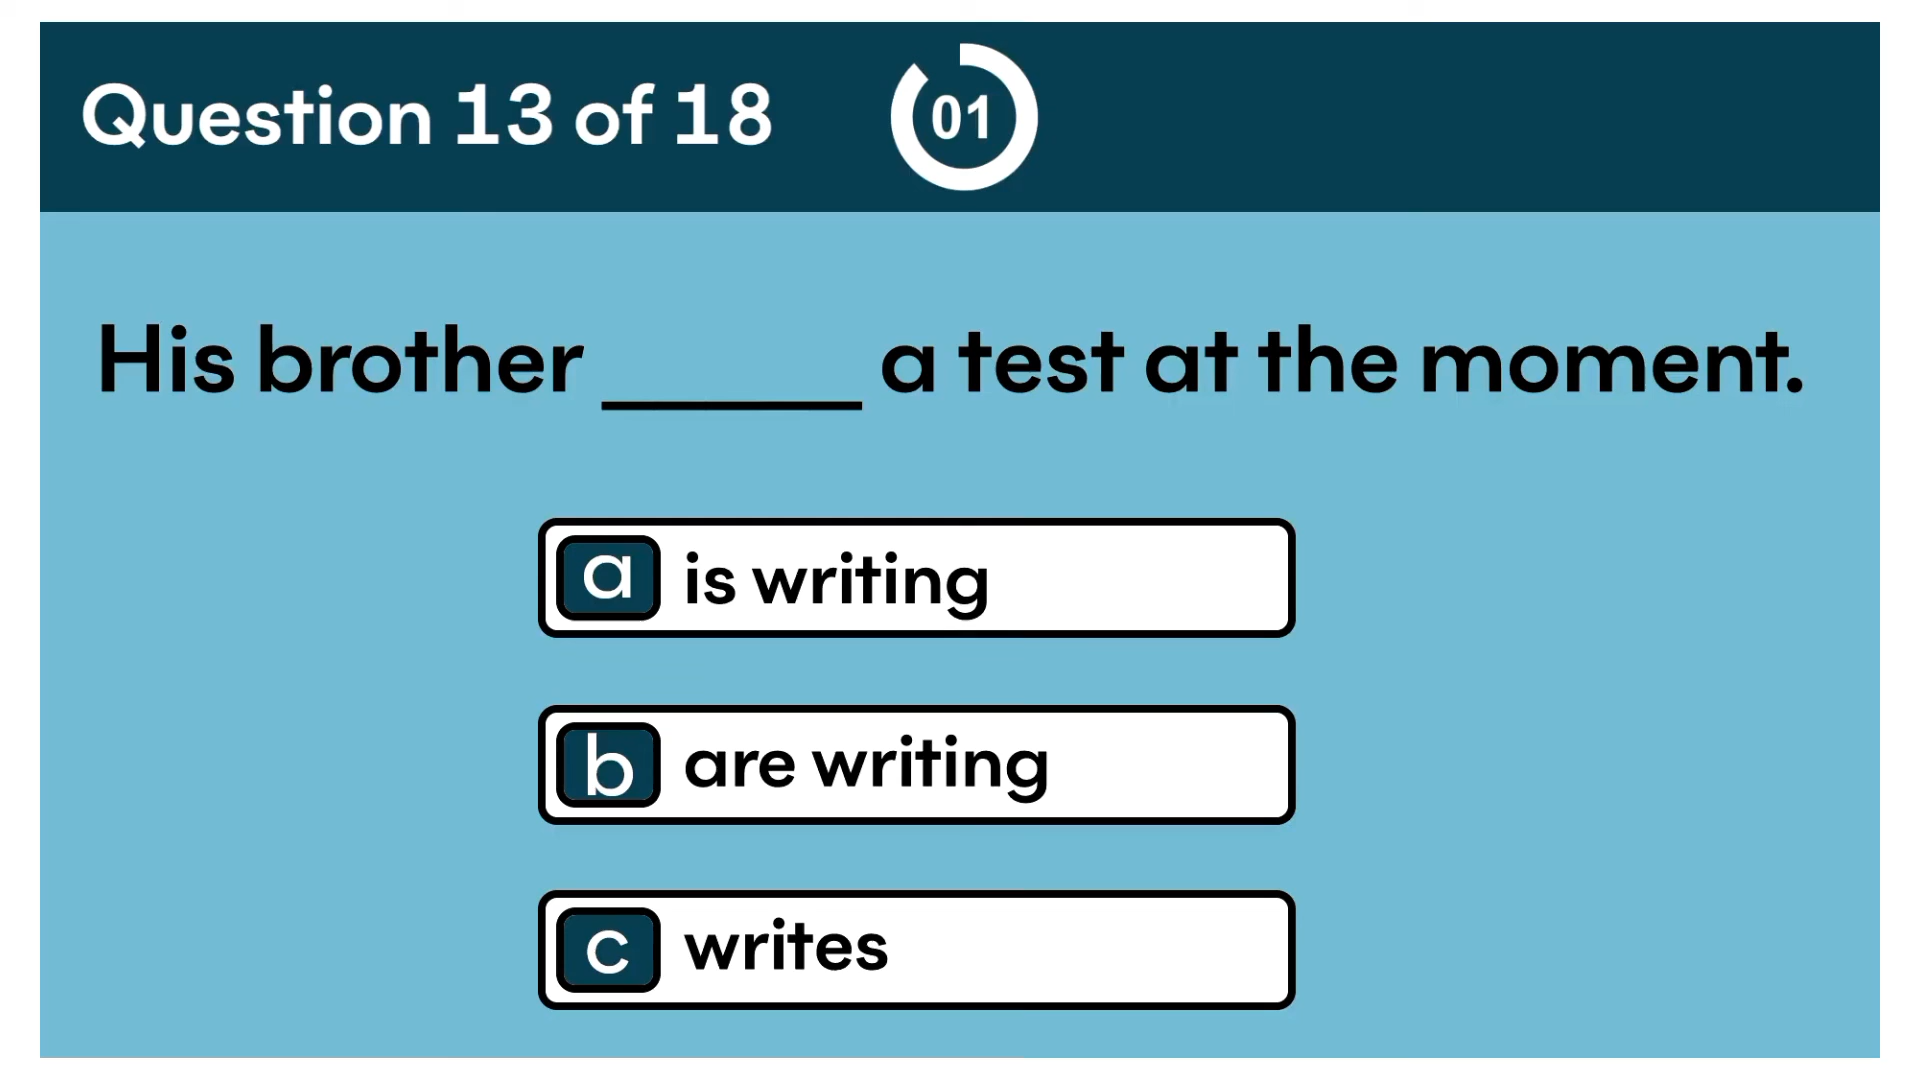 Question 13 of 18
01
His brother ______ a test at the moment.
a is writing
b are writing
c writes